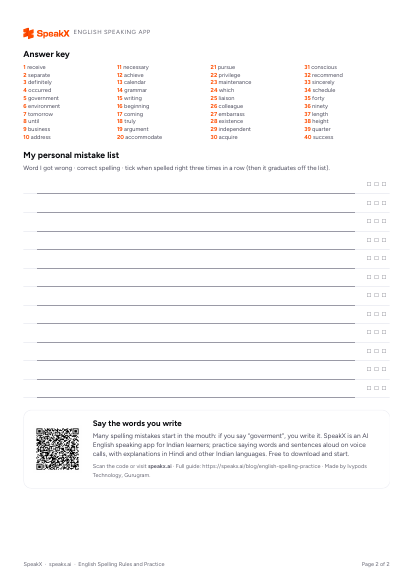 SpeakX ENGLISH SPEAKING APP
Answer key
1 receive
2 separate
3 definitely
4 occurred
5 government
6 environment
7 tomorrow
8 until
9 business
10 address
11 necessary
12 achieve
13 calendar
14 grammar
15 writing
16 beginning
17 coming
18 truly
19 argument
20 accommodate
21 pursue
22 privilege
23 maintenance
24 which
25 liaison
26 colleague
27 embarrass
28 existence
29 independent
30 acquire
31 conscious
32 recommend
33 sincerely
34 schedule
35 forty
36 ninety
37 length
38 height
39 quarter
40 success
My personal mistake list
Word I got wrong · correct spelling · tick when spelled right three times in a row (then it graduates off the list).
Say the words you write
Many spelling mistakes start in the mouth: if you say "goverment", you write it. SpeakX is an AI
English speaking app for Indian learners; practice saying words and sentences aloud on voice
calls, with explanations in Hindi and other Indian languages. Free to download and start.
Scan the code or visit speakx.ai · Full guide: https://speakx.ai/blog/english-spelling-practice · Made by Ivypods
Technology, Gurugram
SpeakX · speakx.ai · English Spelling Rules and Practice
Page 2 of 2